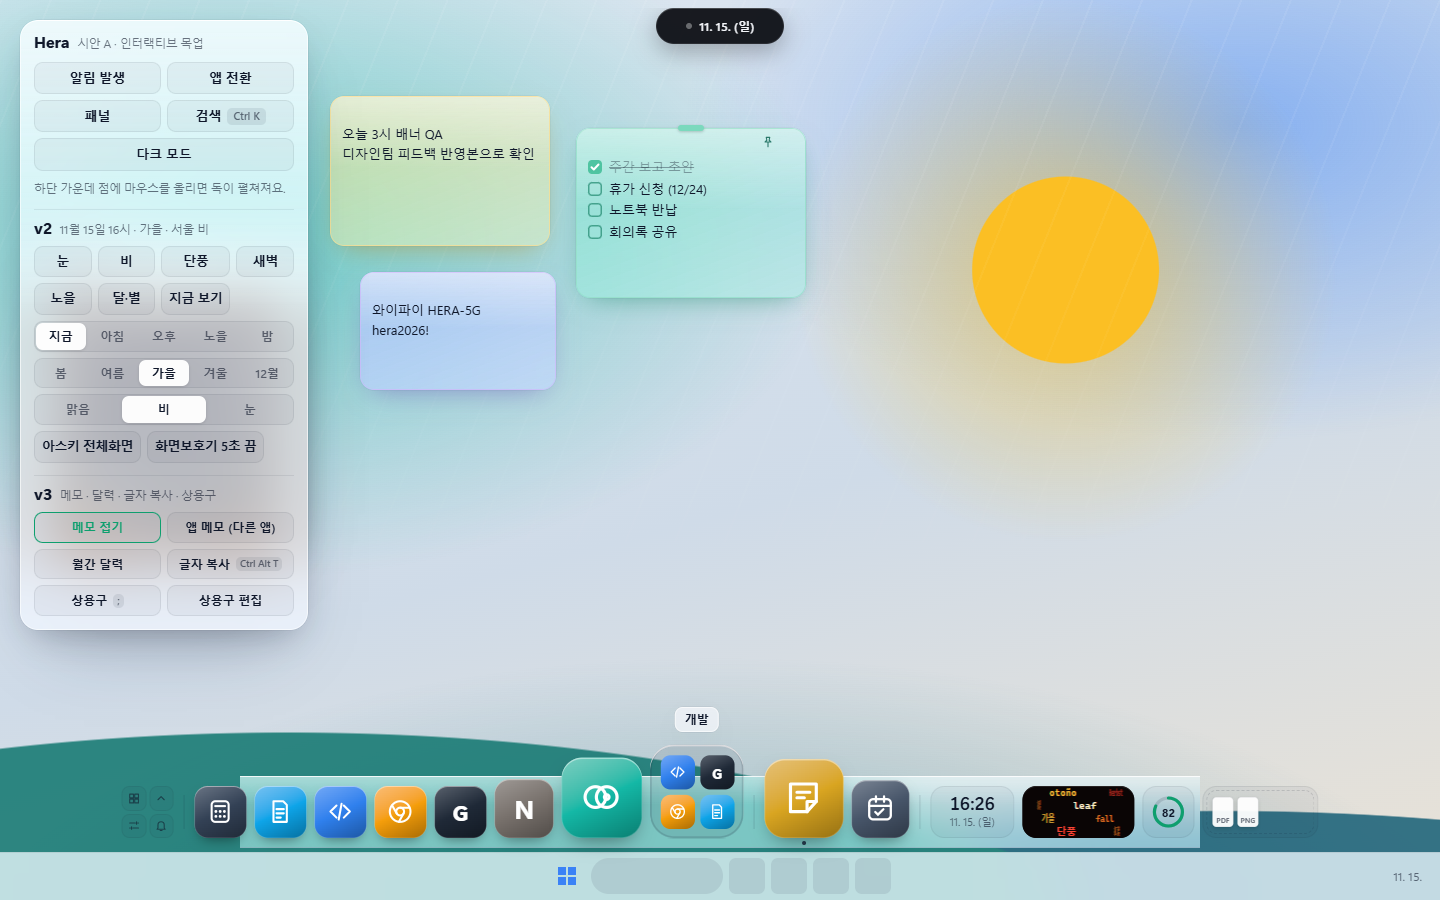 11. 15. (일)
Hera 시안 A · 인터랙티브 목업
알림 발생
앱 전환
패널
검색 Ctrl K
다크 모드
하단 가운데 점에 마우스를 올리면 독이 펼쳐져요.
v2 11월 15일 16시 · 가을 · 서울 비
눈
비
단풍
새벽
노을
달·별
지금 보기
지금
아침
오후
노을
밤
봄
여름
가을
겨울
12월
맑음
비
눈
아스키 전체화면
화면보호기 5초 끔
v3 메모 · 달력 · 글자 복사 · 상용구
메모 접기
앱 메모 (다른 앱)
월간 달력
글자 복사 Ctrl Alt T
상용구 ;
상용구 편집
오늘 3시 배너 QA
디자인팀 피드백 반영본으로 확인
주간 보고 초안
휴가 신청 (12/24)
노트북 반납
회의록 공유
와이파이 HERA-5G
hera2026!
개발
G
N
G
16:26
11. 15. (일)
otoño
leaf
가을
fall
단풍
82
PDF
PNG
11. 15.